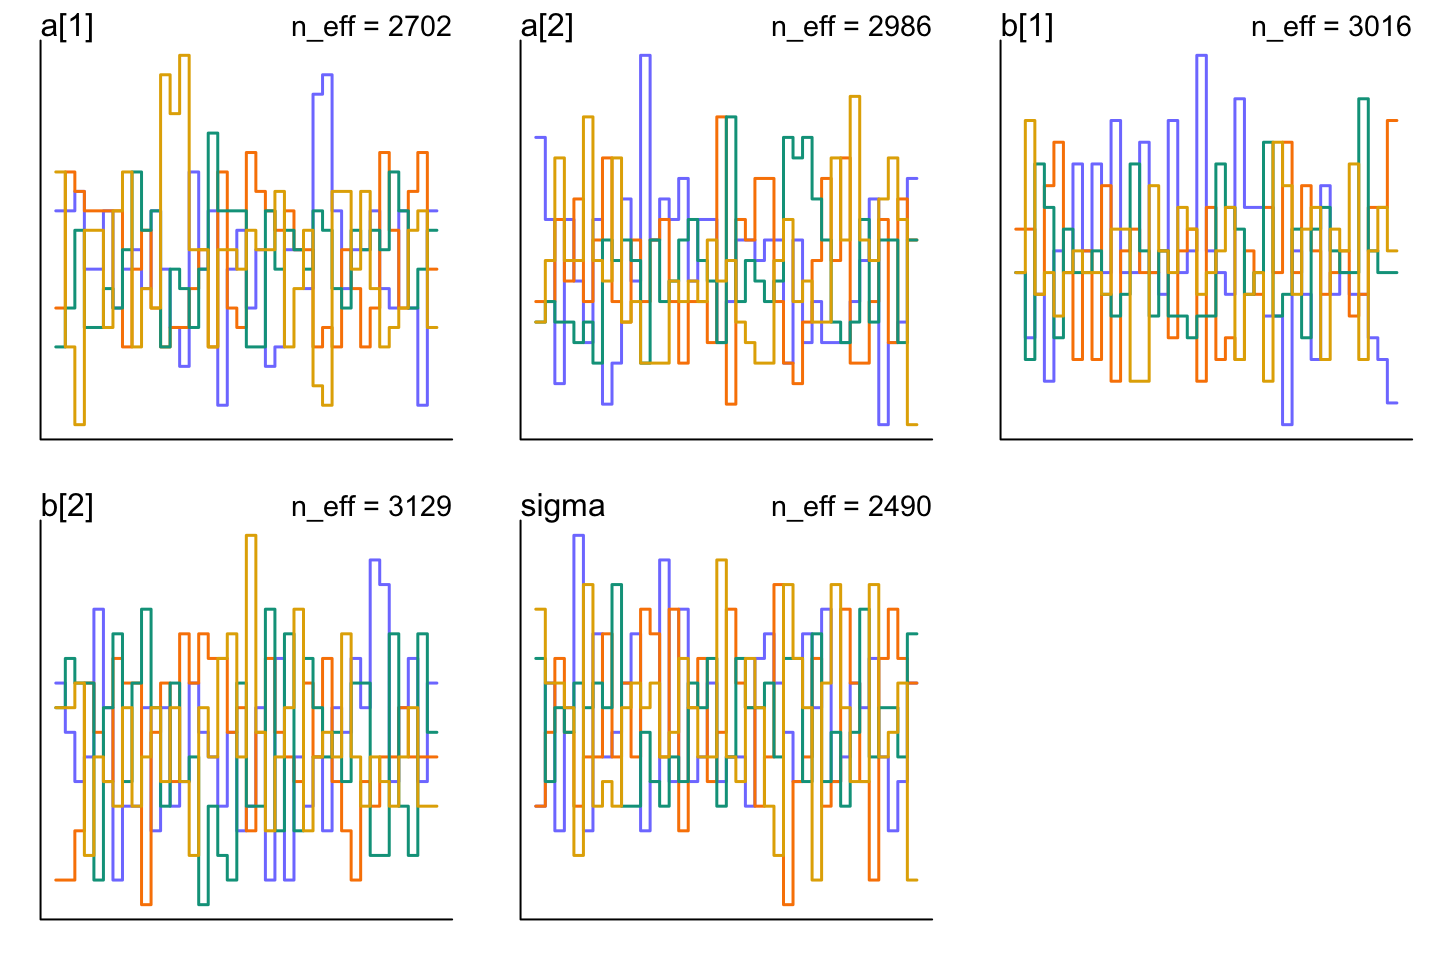 a[1] n_eff = 2702
a[2] n_eff = 2986
b[1] n_eff = 3016
b[2] n_eff = 3129
sigma n_eff = 2490